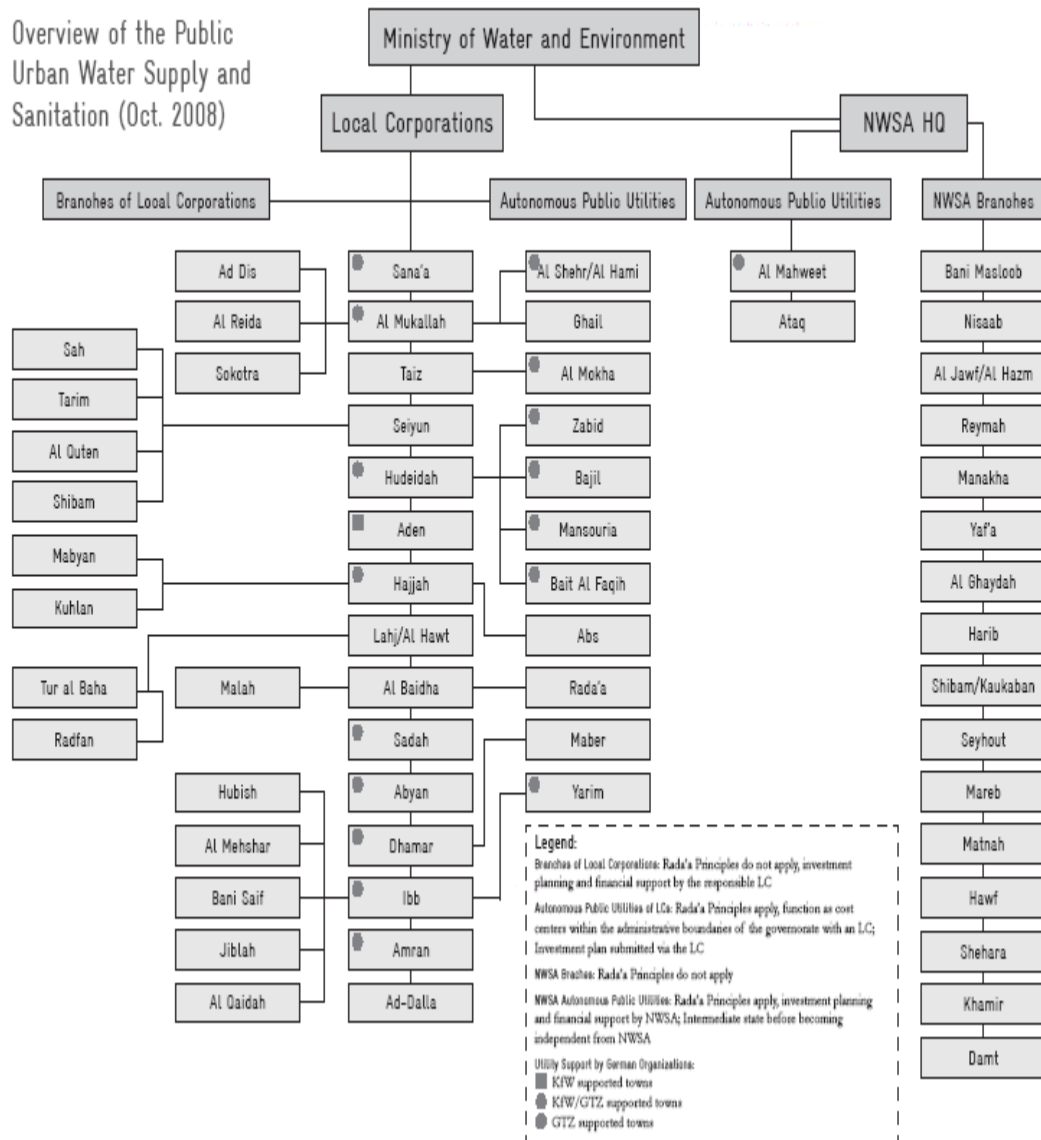 Overview of the Public
Urban Water Supply and
Sanitation (Oct. 2008)
Ministry of Water and Environment
Local Corporations
NWSA HQ
Branches of Local Corporations
Autonomous Public Utilities
Autonomous Public Utilities
NWSA Branches
Ad Dis
Al Reida
Sokotra
Sah
Tarim
Al Quten
Shibam
Mabyan
Kuhlan
Tur al Baha
Radfan
Malah
Hubish
Al Mehshar
Bani Saif
Jiblah
Al Qaidah
Sana'a
Al Mukallah
Taiz
Seiyun
Hudeidah
Aden
Hajjah
Lahj/Al Hawt
Al Baidha
Sadah
Abyan
Dhamar
Ibb
Amran
Ad-Dalla
Al Shehr/Al Hami
Ghail
Al Mokha
Zabid
Bajil
Mansouria
Bait Al Faqih
Abs
Rada'a
Maber
Yarim
Al Mahweet
Ataq
Bani Masloob
Nisaab
Al Jawf/Al Hazm
Reymah
Manakha
Yaf'a
Al Ghaydah
Harib
Shibam/Kaukaban
Seyhout
Mareb
Matnah
Hawf
Shehara
Khamir
Damt
Legend:
Branches of Local Corporations: Rada'a Principles do not apply, investment
planning and financial support by the responsible LC
Autonomous Public Utilities of LCs: Rada'a Principles apply, function as cost
centers within the administrative boundaries of the governorate with an LC;
Investment plan submitted via the LC
NWSA Braches: Rada'a Principles do not apply
NWSA Autonomous Public Utilities: Rada'a Principles apply, investment planning
and financial support by NWSA; Intermediate state before becoming
independent from NWSA
Utility Support by German Organizations:
KfW supported towns
KfW/GTZ supported towns
GTZ supported towns